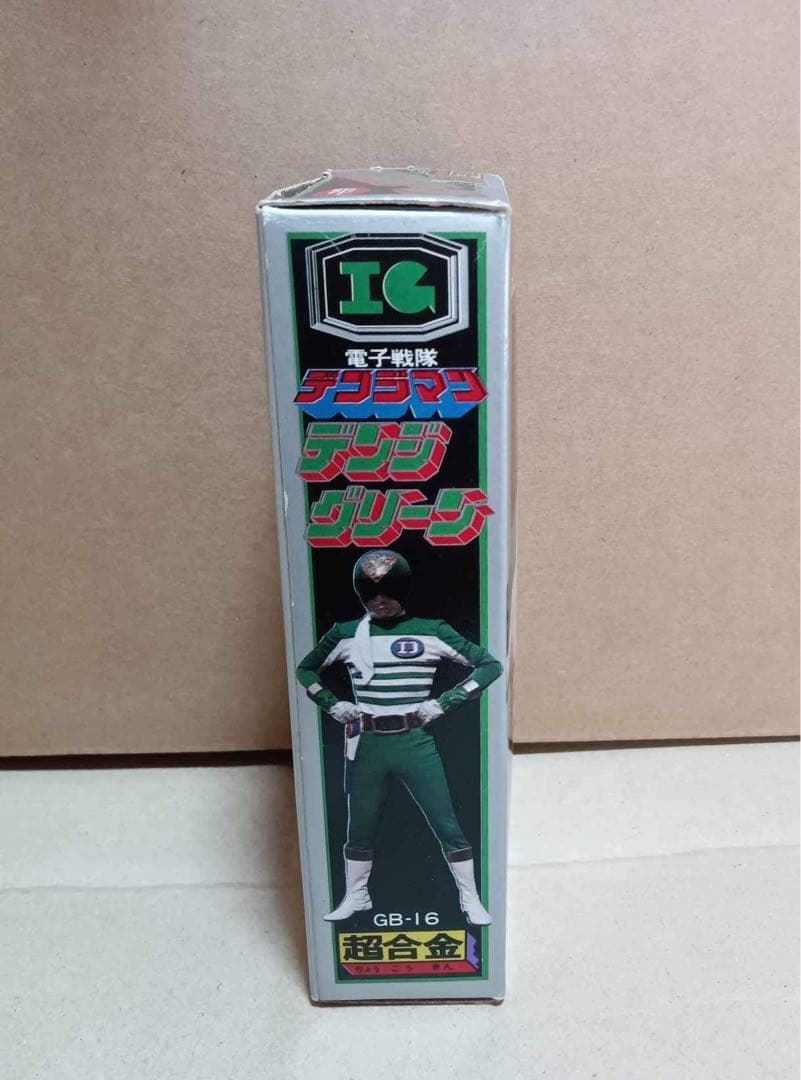 IG
電子戦隊
デンジマン
デンジ
グリーン
D
GB-16
超合金
ちょう ごう きん